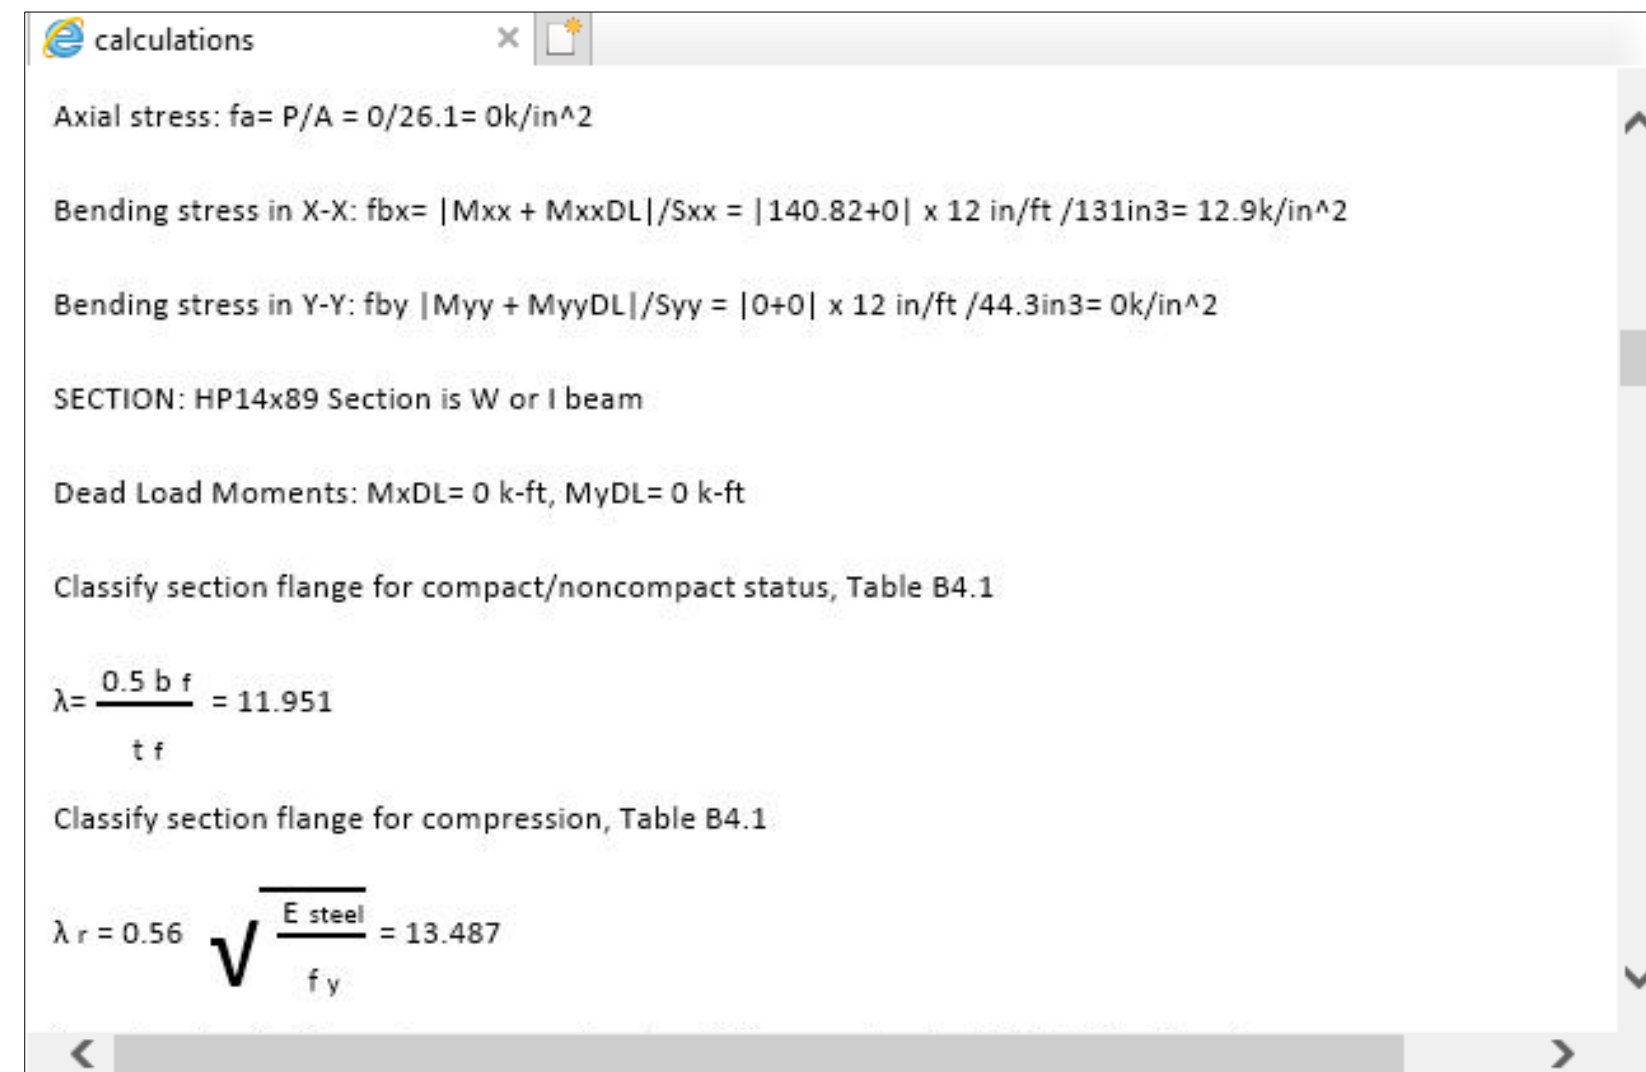 calculations
Axial stress: fa= P/A = 0/26.1= 0k/in^2
Bending stress in X-X: fbx= |Mxx + MxxDL|/Sxx = |140.82+0| x 12 in/ft /131in3= 12.9k/in^2
Bending stress in Y-Y: fby |Myy + MyyDL|/Syy = |0+0| x 12 in/ft /44.3in3= 0k/in^2
SECTION: HP14x89 Section is W or I beam
Dead Load Moments: MxDL= 0 k-ft, MyDL= 0 k-ft
Classify section flange for compact/noncompact status, Table B4.1
0.5 b f
λ= = 11.951
t f
Classify section flange for compression, Table B4.1
E steel
λ r = 0.56 √ = 13.487
f y